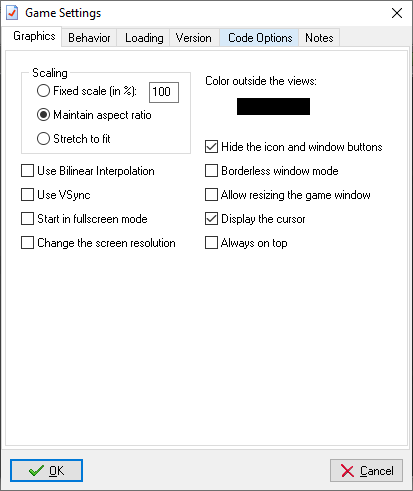 Game Settings
Graphics Behavior Loading Version Code Options Notes
Scaling
Fixed scale (in %): 100
Maintain aspect ratio
Stretch to fit
Color outside the views:
Use Bilinear Interpolation
Use VSync
Start in fullscreen mode
Change the screen resolution
Hide the icon and window buttons
Borderless window mode
Allow resizing the game window
Display the cursor
Always on top
OK
Cancel